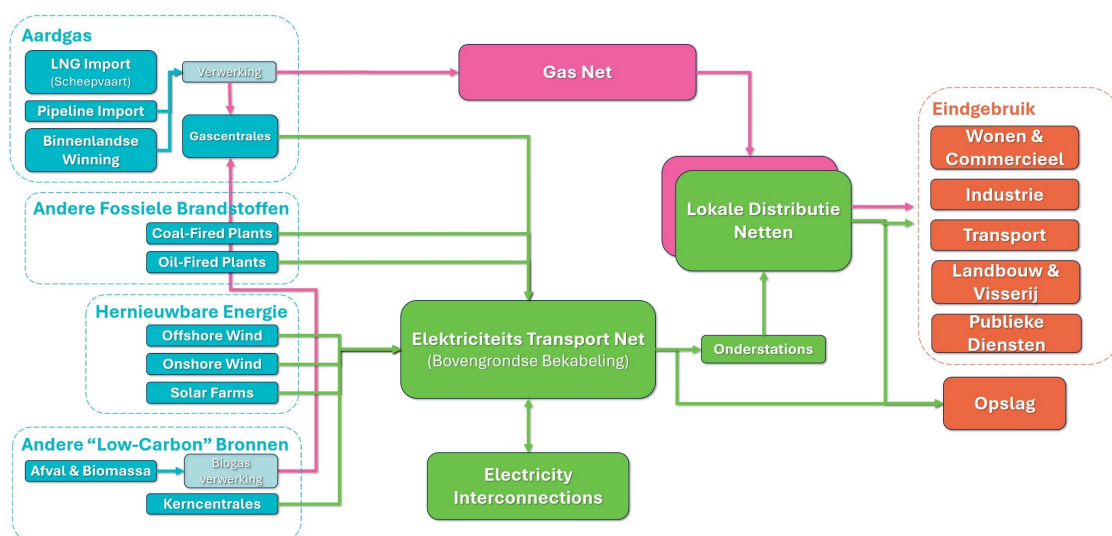 Aardgas
LNG Import
(Scheepvaart)
Verwerking
Pipeline Import
Binnenlandse
Winning
Gascentrales
Gas Net
Andere Fossiele Brandstoffen
Coal-Fired Plants
Oil-Fired Plants
Hernieuwbare Energie
Offshore Wind
Onshore Wind
Solar Farms
Andere “Low-Carbon” Bronnen
Afval & Biomassa
Biogas
verwerking
Kerncentrales
Elektriciteits Transport Net
(Bovengrondse Bekabeling)
Electricity
Interconnections
Onderstations
Lokale Distributie
Netten
Eindgebruik
Wonen &
Commercieel
Industrie
Transport
Landbouw &
Visserij
Publieke
Diensten
Opslag